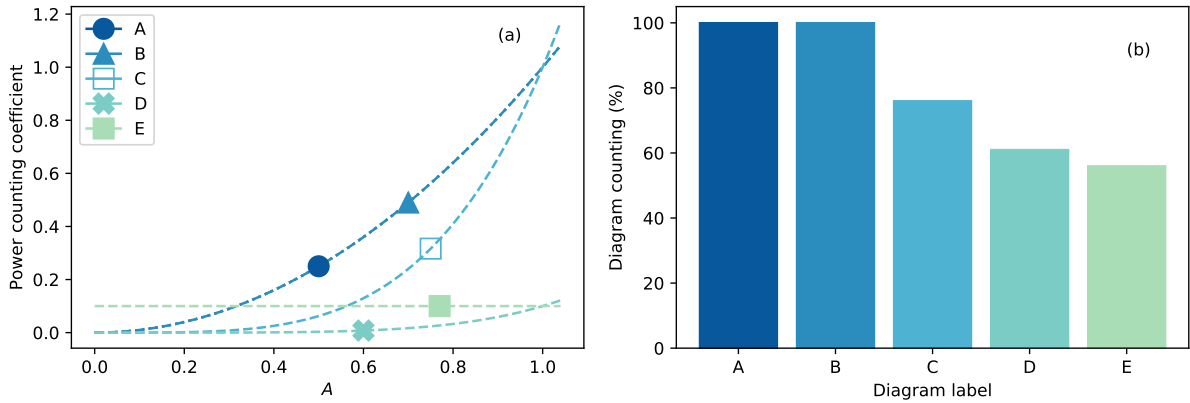 Power counting coefficient
1.2
1.0
0.8
0.6
0.4
0.2
0.0
A
B
C
D
E
(a)
0.0 0.2 0.4 0.6 0.8 1.0
A
Diagram counting (%)
100
80
60
40
20
0
(b)
A B C D E
Diagram label